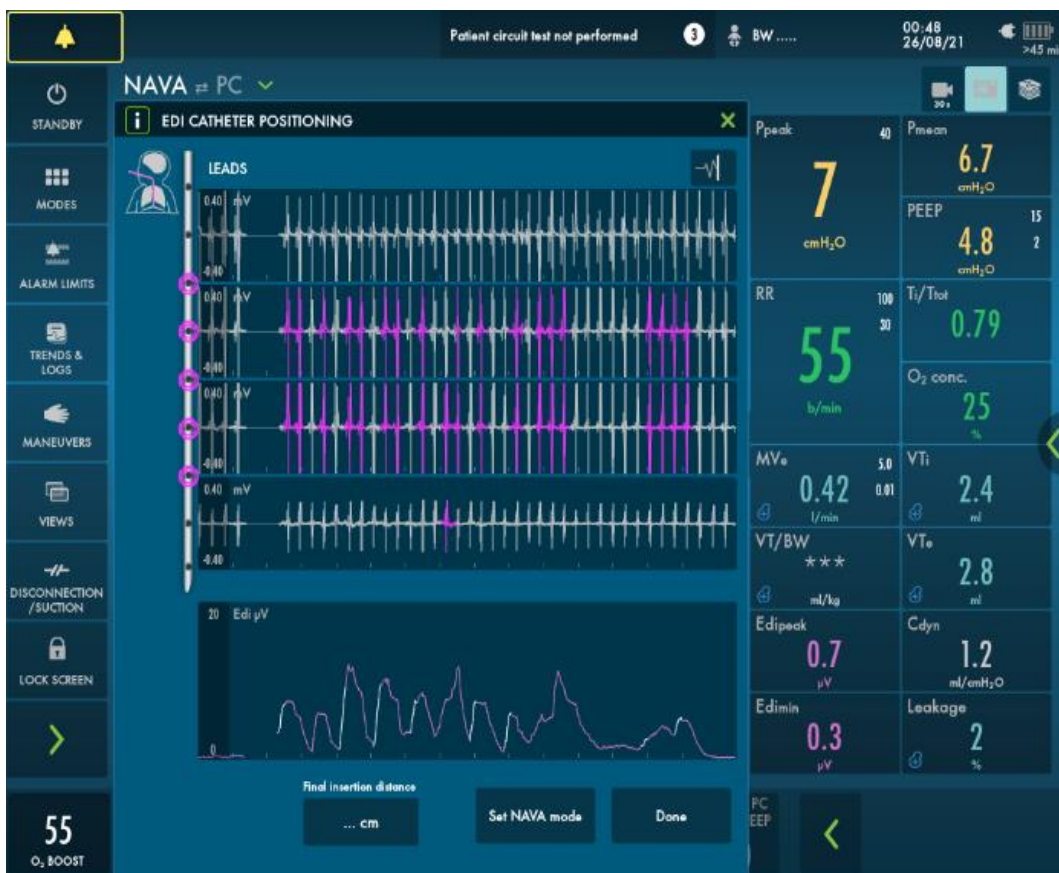 Patient circuit test not performed
3
BW .....
00:48
26/08/21
>45 mi
STANDBY
MODES
ALARM LIMITS
TRENDS &
LOGS
MANEUVERS
VIEWS
DISCONNECTION
/SUCTION
LOCK SCREEN
55
O₂ BOOST
NAVA ⇄ PC
30 s
i EDI CATHETER POSITIONING
LEADS
0.40 mV
-0.40
0.40 mV
-0.40
0.40 mV
-0.40
0.40 mV
-0.40
20 Edi µV
0
Final insertion distance
... cm
Set NAVA mode
Done
Ppeak 40
7
cmH₂O
Pmean
6.7
cmH₂O
PEEP 15
4.8 2
cmH₂O
RR 100
30
55
b/min
Ti/Ttot
0.79
O₂ conc.
25
%
MVe 5.0
0.42 0.01
l/min
VTi
2.4
ml
VT/BW
***
ml/kg
VTe
2.8
ml
Edipeak
0.7
µV
Cdyn
1.2
ml/cmH₂O
Edimin
0.3
µV
Leakage
2
%
PC
EEP